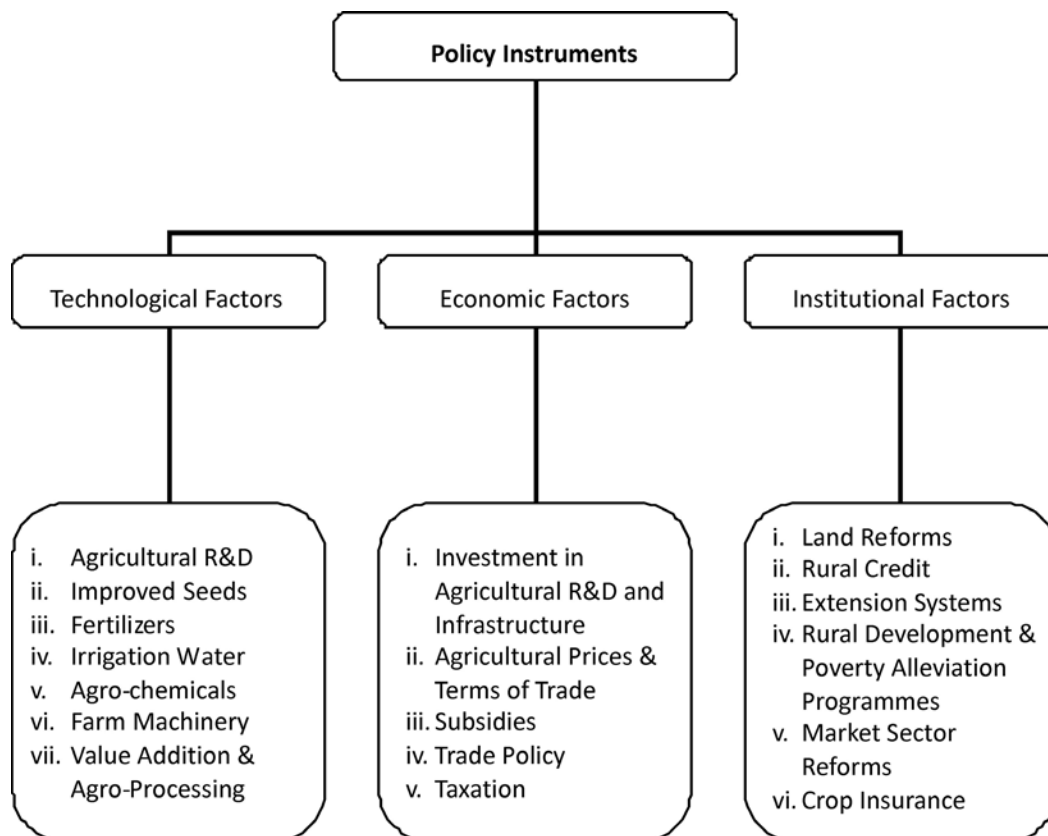 Policy Instruments
Technological Factors
Economic Factors
Institutional Factors
i. Agricultural R&D
ii. Improved Seeds
iii. Fertilizers
iv. Irrigation Water
v. Agro-chemicals
vi. Farm Machinery
vii. Value Addition &
Agro-Processing
i. Investment in
Agricultural R&D and
Infrastructure
ii. Agricultural Prices &
Terms of Trade
iii. Subsidies
iv. Trade Policy
v. Taxation
i. Land Reforms
ii. Rural Credit
iii. Extension Systems
iv. Rural Development &
Poverty Alleviation
Programmes
v. Market Sector
Reforms
vi. Crop Insurance